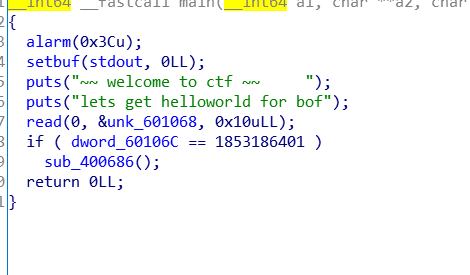 __int64 __fastcall main(__int64 a1, char **a2, char
{
alarm(0x3Cu);
setbuf(stdout, 0LL);
puts("~~ welcome to ctf ~~     ");
puts("lets get helloworld for bof");
read(0, &unk_601068, 0x10uLL);
if ( dword_60106C == 1853186401 )
sub_400686();
return 0LL;
}